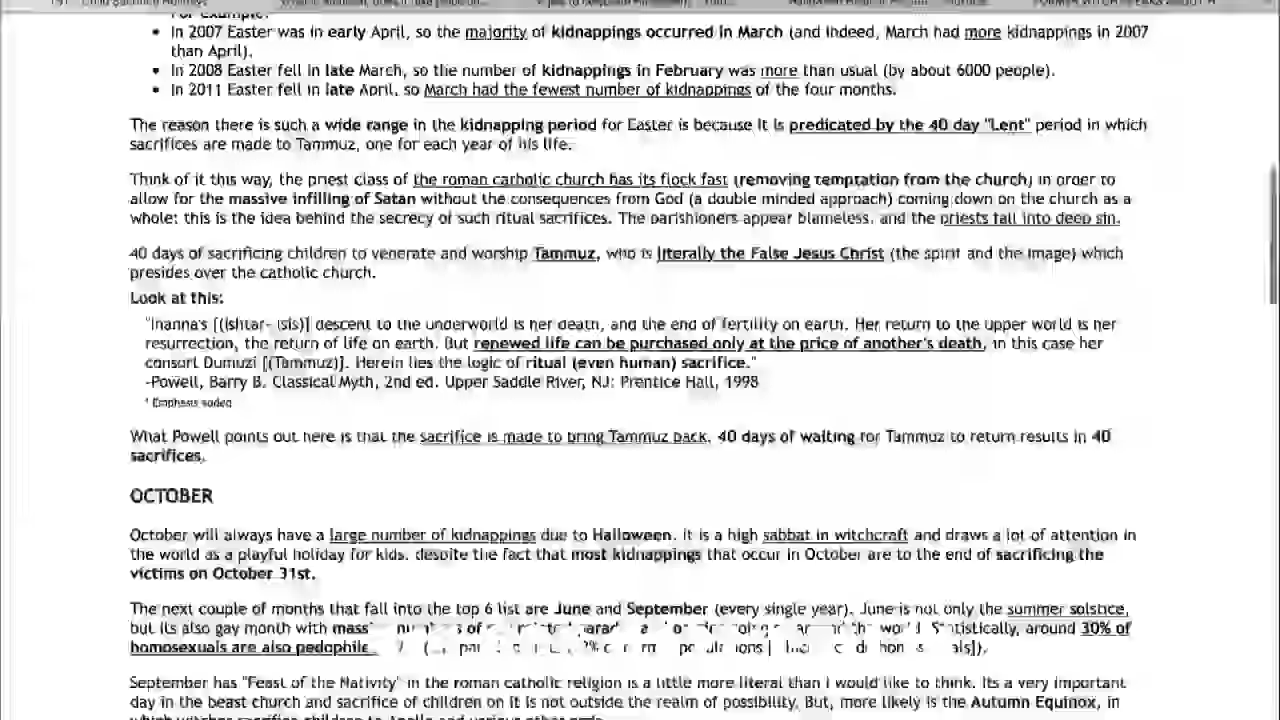 For example:
• In 2007 Easter was in early April, so the majority of kidnappings occurred in March (and indeed, March had more kidnappings in 2007
than April).
• In 2008 Easter fell in late March, so the number of kidnappings in February was more than usual (by about 6000 people).
• In 2011 Easter fell in late April, so March had the fewest number of kidnappings of the four months.
The reason there is such a wide range in the kidnapping period for Easter is because it is predicated by the 40 day "Lent" period in which
sacrifices are made to Tammuz, one for each year of his life.
Think of it this way, the priest class of the roman catholic church has its flock fast (removing temptation from the church) in order to
allow for the massive infilling of Satan without the consequences from God (a double minded approach) coming down on the church as a
whole; this is the idea behind the secrecy of such ritual sacrifices. The parishioners appear blameless, and the priests fall into deep sin.
40 days of sacrificing children to venerate and worship Tammuz, who is literally the False Jesus Christ (the spirit and the image) which
presides over the catholic church.
Look at this:
"Inanna's [(Ishtar- Isis)] descent to the underworld is her death, and the end of fertility on earth. Her return to the upper world is her
resurrection, the return of life on earth. But renewed life can be purchased only at the price of another's death, in this case her
consort Dumuzi [(Tammuz)]. Herein lies the logic of ritual (even human) sacrifice."
-Powell, Barry B. Classical Myth, 2nd ed. Upper Saddle River, NJ: Prentice Hall, 1998
* Emphasis added
What Powell points out here is that the sacrifice is made to bring Tammuz back. 40 days of waiting for Tammuz to return results in 40
sacrifices.
OCTOBER
October will always have a large number of kidnappings due to Halloween. It is a high sabbat in witchcraft and draws a lot of attention in
the world as a playful holiday for kids, despite the fact that most kidnappings that occur in October are to the end of sacrificing the
victims on October 31st.
The next couple of months that fall into the top 6 list are June and September (every single year). June is not only the summer solstice,
but its also gay month with mass of the world. Statistically, around 30% of
homosexuals are also pedophile
September has "Feast of the Nativity" in the roman catholic religion is a little more literal than I would like to think. Its a very important
day in the beast church and sacrifice of children on it is not outside the realm of possibility. But, more likely is the Autumn Equinox, in
which witches sacrifice children to Apollo and various other gods.